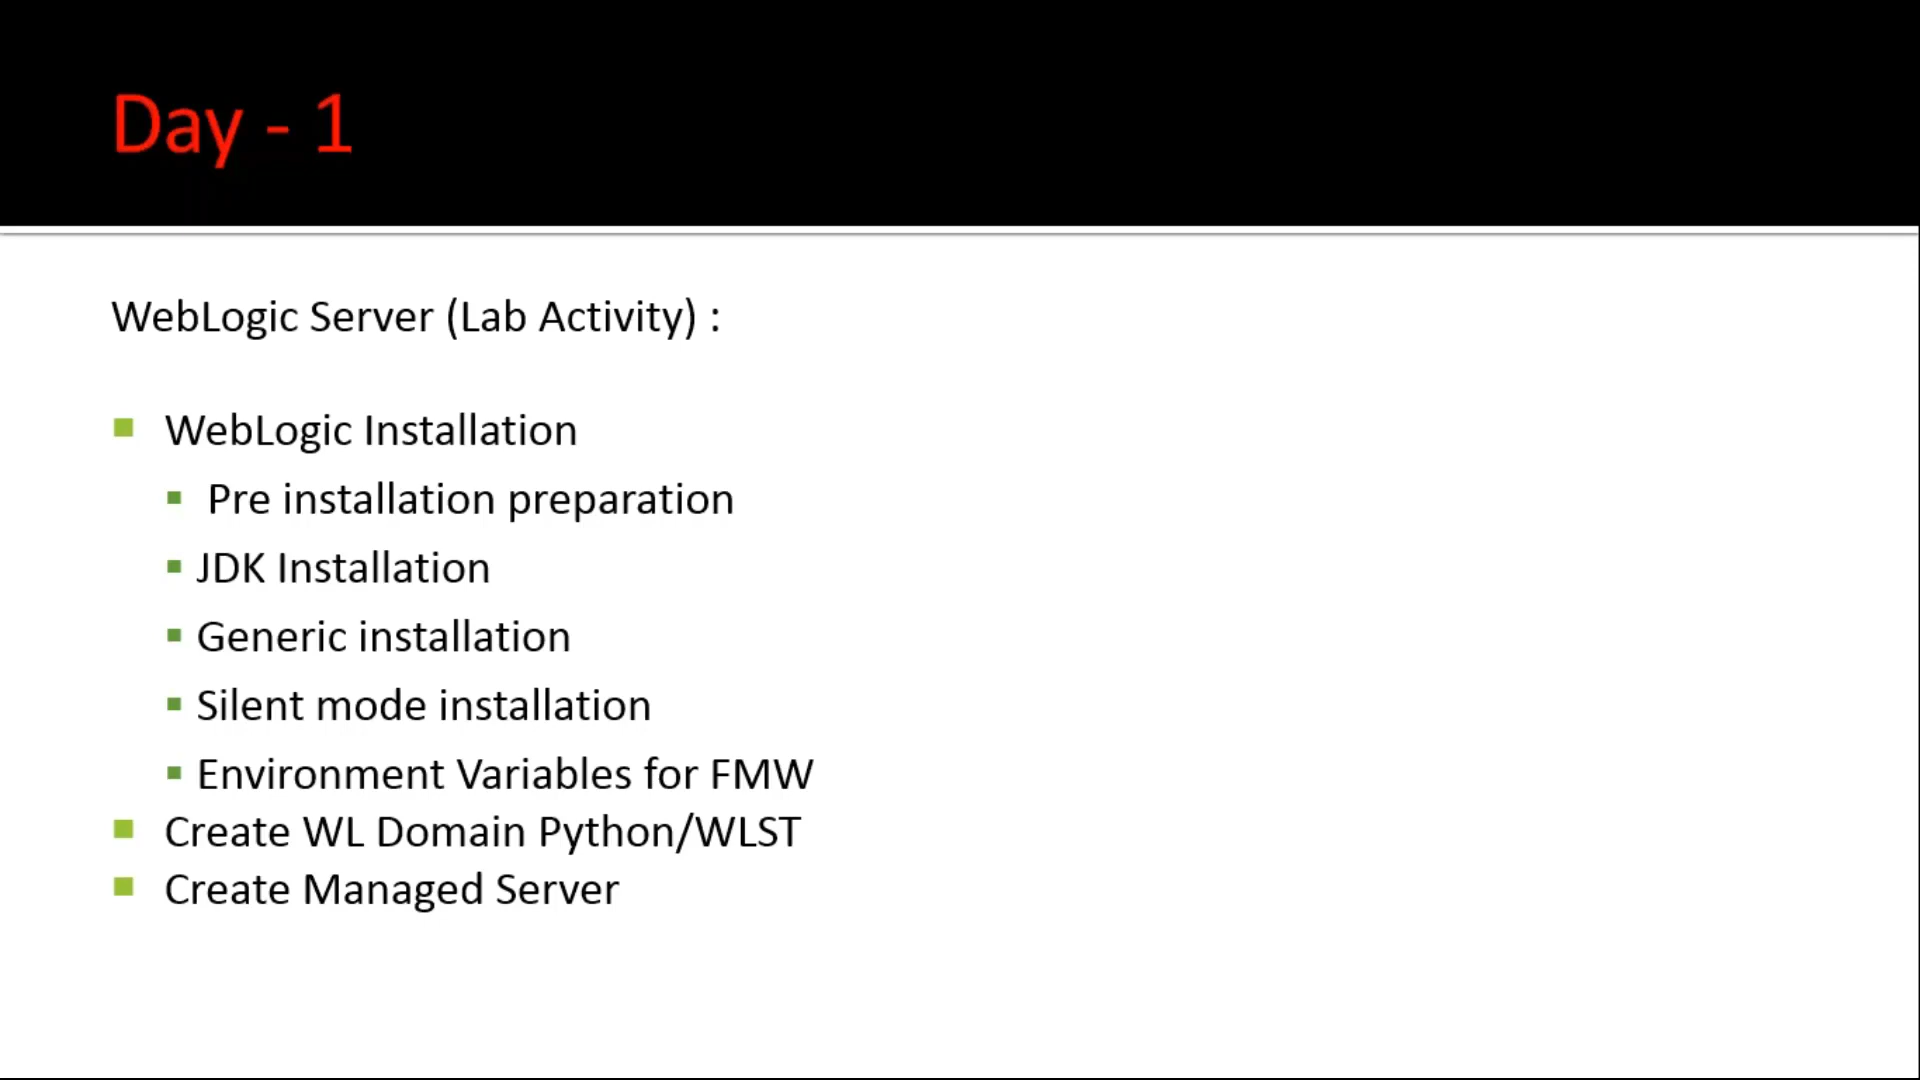 Day - 1
WebLogic Server (Lab Activity) :
WebLogic Installation
Pre installation preparation
JDK Installation
Generic installation
Silent mode installation
Environment Variables for FMW
Create WL Domain Python/WLST
Create Managed Server